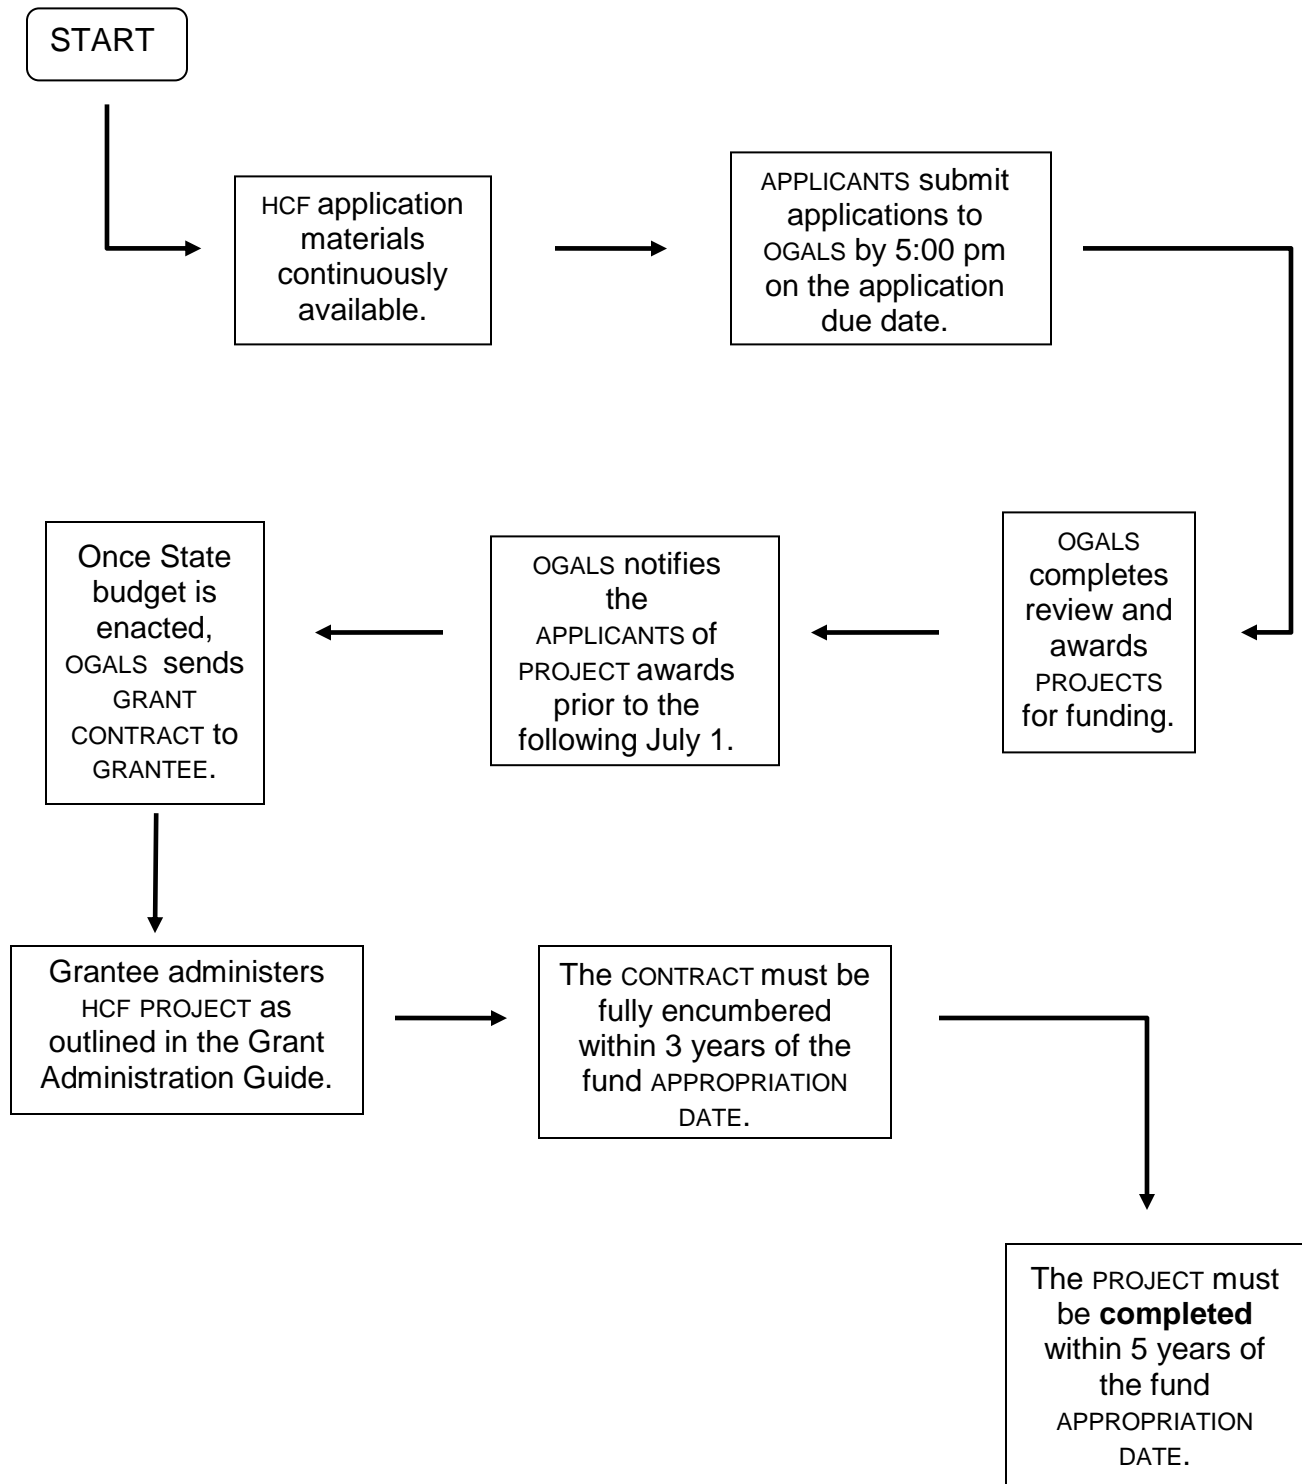 START
HCF application
materials
continuously
available.
APPLICANTS submit
applications to
OGALS by 5:00 pm
on the application
due date.
OGALS
completes
review and
awards
PROJECTS
for funding.
OGALS notifies
the
APPLICANTS of
PROJECT awards
prior to the
following July 1.
Once State
budget is
enacted,
OGALS sends
GRANT
CONTRACT to
GRANTEE.
Grantee administers
HCF PROJECT as
outlined in the Grant
Administration Guide.
The CONTRACT must be
fully encumbered
within 3 years of the
fund APPROPRIATION
DATE.
The PROJECT must
be completed
within 5 years of
the fund
APPROPRIATION
DATE.